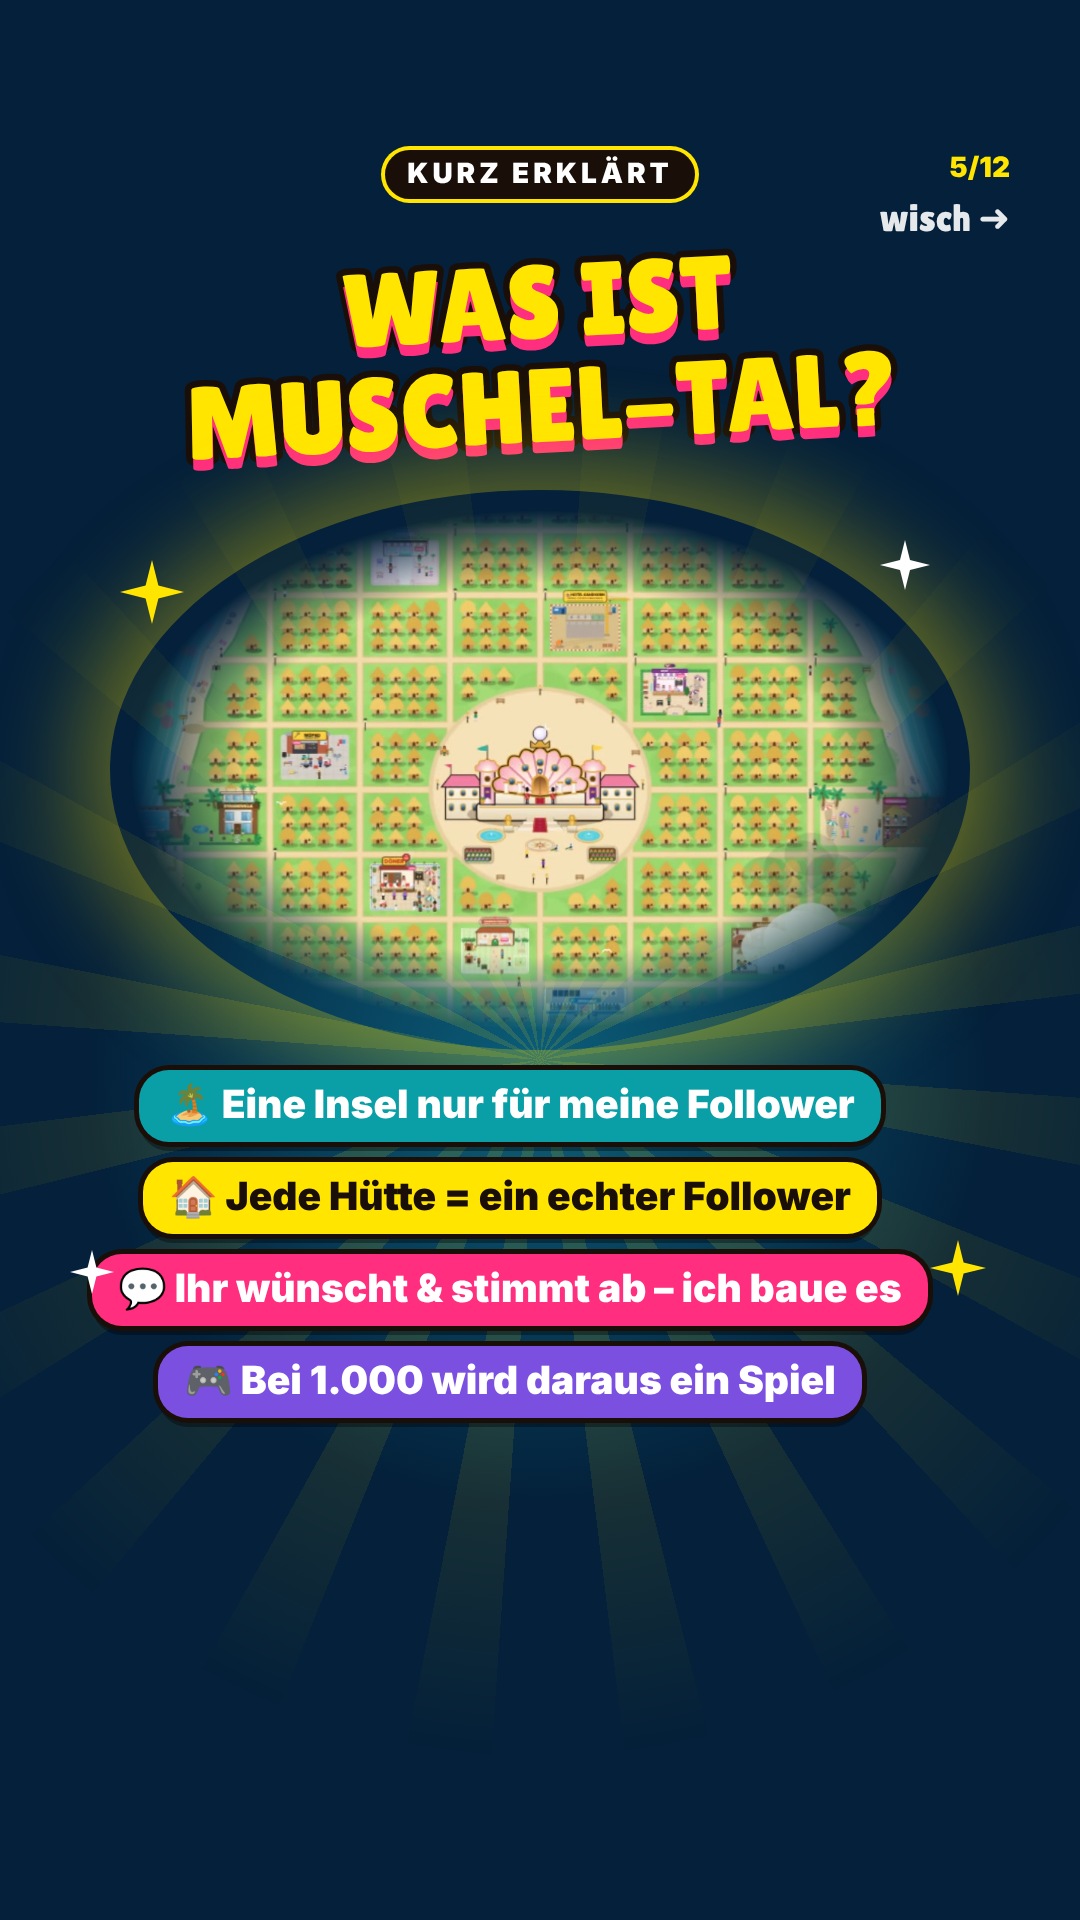 KURZ ERKLÄRT
5/12
wisch →
WAS IST
MUSCHEL-TAL?
🏝️ Eine Insel nur für meine Follower
🏠 Jede Hütte = ein echter Follower
💬 Ihr wünscht & stimmt ab – ich baue es
🎮 Bei 1.000 wird daraus ein Spiel